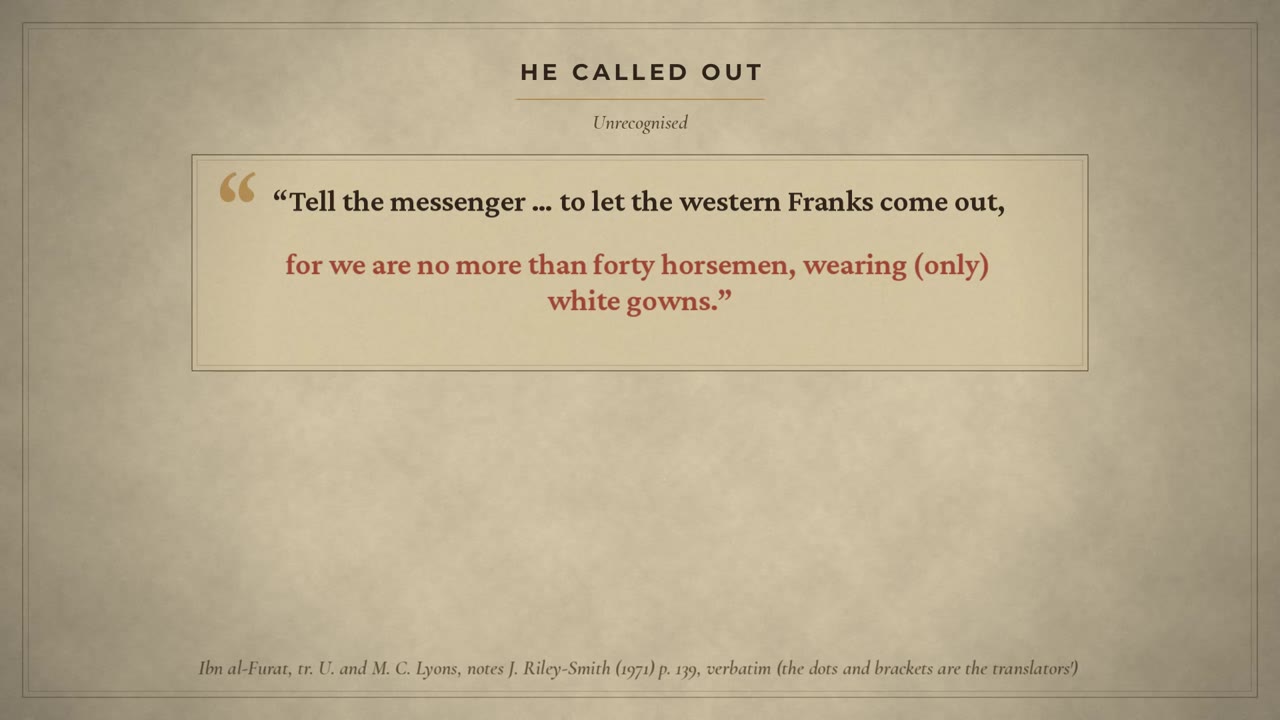 HE CALLED OUT
Unrecognised
“
“Tell the messenger ... to let the western Franks come out,
for we are no more than forty horsemen, wearing (only)
white gowns.”
Ibn al-Furat, tr. U. and M. C. Lyons, notes J. Riley-Smith (1971) p. 139, verbatim (the dots and brackets are the translators')